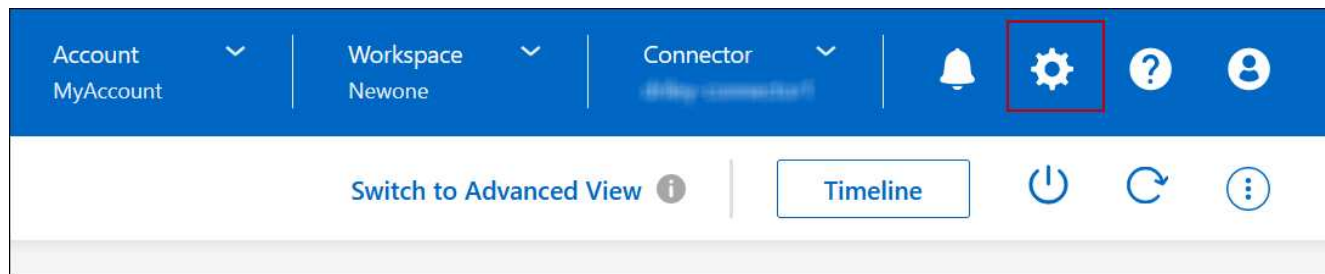 Account
MyAccount
Workspace
Newone
Connector
Switch to Advanced View
Timeline